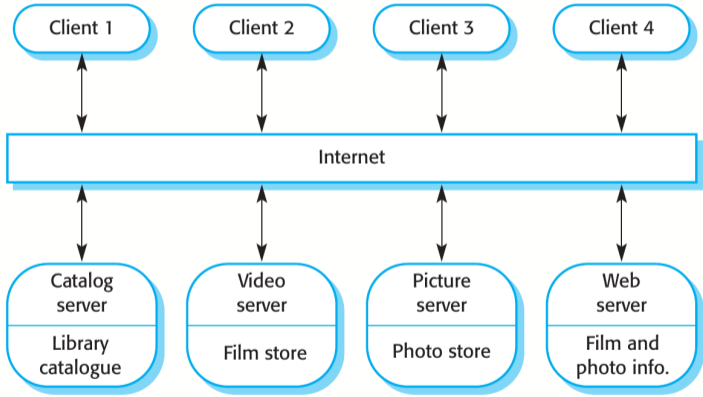 Client 1
Client 2
Client 3
Client 4
Internet
Catalog
server
Library
catalogue
Video
server
Film store
Picture
server
Photo store
Web
server
Film and
photo info.